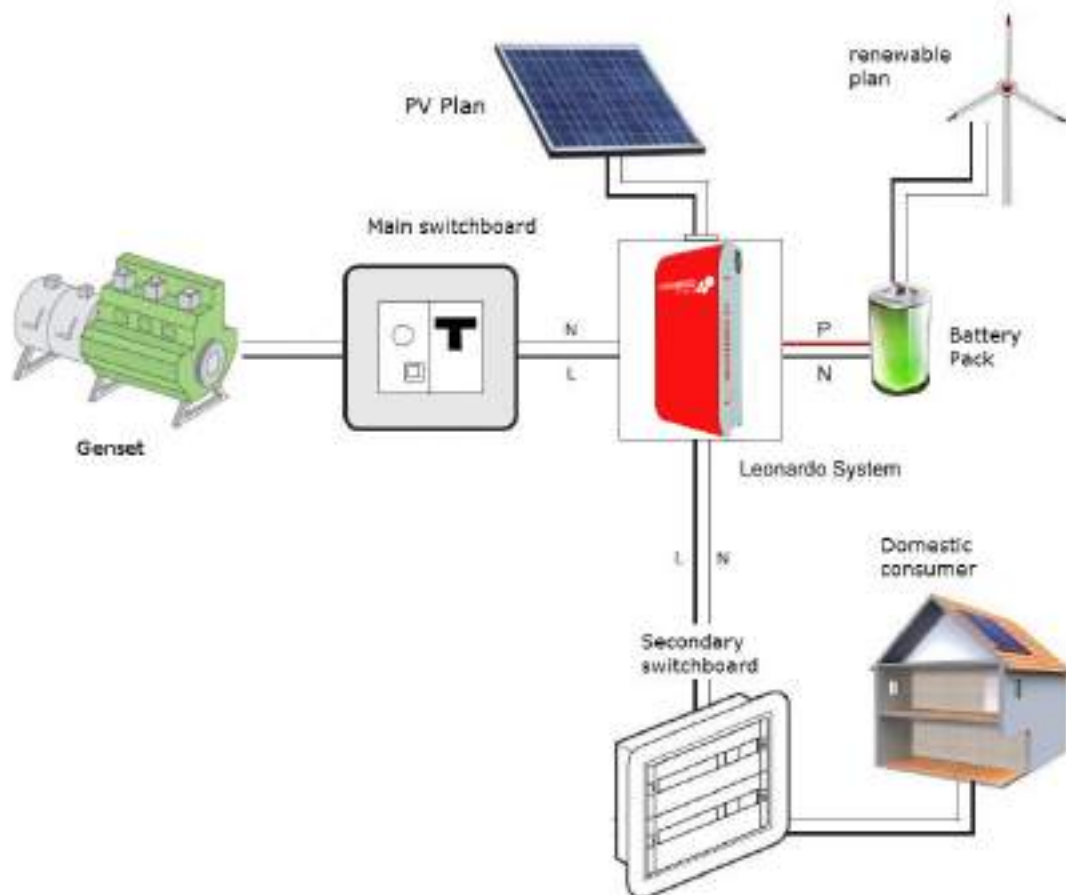 renewable
plan
PV Plan
Main switchboard
N
L
P
N
Battery
Pack
Genset
Leonardo System
L
N
Domestic
consumer
Secondary
switchboard